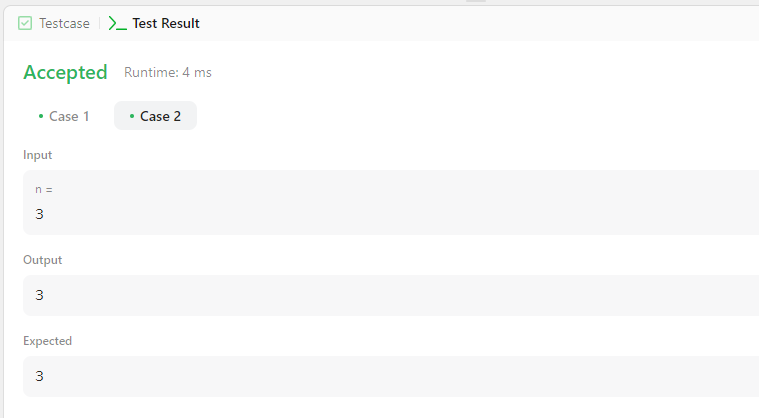 Testcase Test Result
Accepted Runtime: 4 ms
Case 1 Case 2
Input
n =
3
Output
3
Expected
3